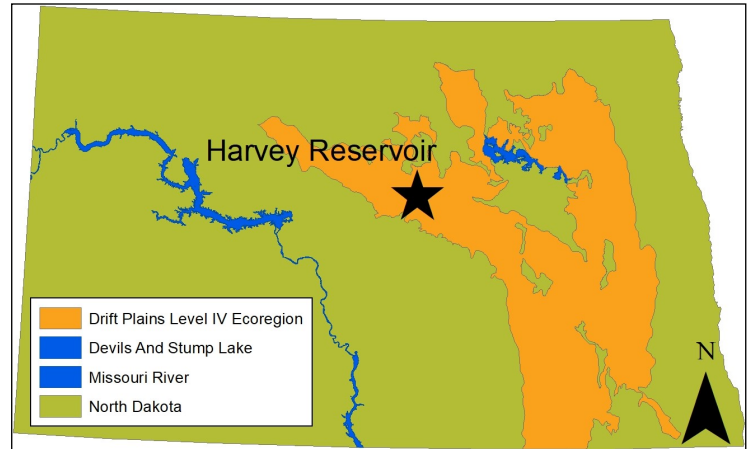 Harvey Reservoir
Drift Plains Level IV Ecoregion
Devils And Stump Lake
Missouri River
North Dakota
N